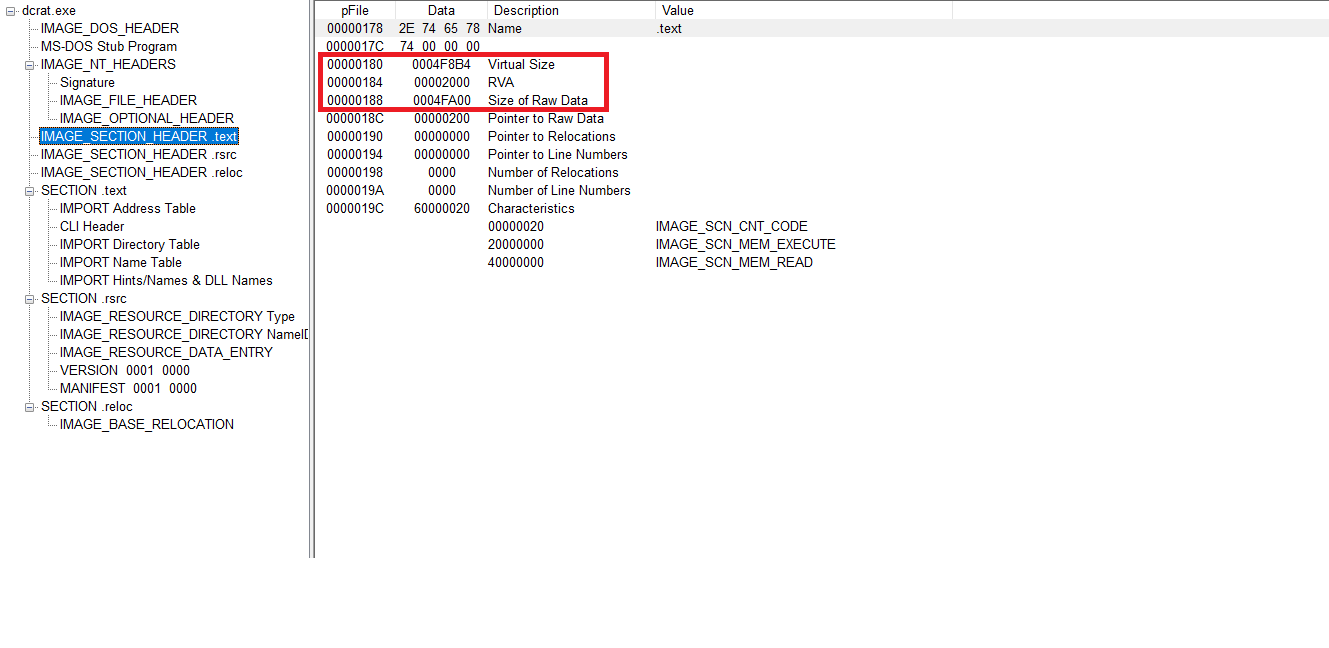 dcrat.exe
IMAGE_DOS_HEADER
MS-DOS Stub Program
IMAGE_NT_HEADERS
Signature
IMAGE_FILE_HEADER
IMAGE_OPTIONAL_HEADER
IMAGE_SECTION_HEADER .text
IMAGE_SECTION_HEADER .rsrc
IMAGE_SECTION_HEADER .reloc
SECTION .text
IMPORT Address Table
CLI Header
IMPORT Directory Table
IMPORT Name Table
IMPORT Hints/Names & DLL Names
SECTION .rsrc
IMAGE_RESOURCE_DIRECTORY Type
IMAGE_RESOURCE_DIRECTORY NameI
IMAGE_RESOURCE_DATA_ENTRY
VERSION 0001 0000
MANIFEST 0001 0000
SECTION .reloc
IMAGE_BASE_RELOCATION
pFile Data Description Value
00000178 2E 74 65 78 Name .text
0000017C 74 00 00 00
00000180 0004F8B4 Virtual Size
00000184 00002000 RVA
00000188 0004FA00 Size of Raw Data
0000018C 00000200 Pointer to Raw Data
00000190 00000000 Pointer to Relocations
00000194 00000000 Pointer to Line Numbers
00000198 0000 Number of Relocations
0000019A 0000 Number of Line Numbers
0000019C 60000020 Characteristics
00000020 IMAGE_SCN_CNT_CODE
20000000 IMAGE_SCN_MEM_EXECUTE
40000000 IMAGE_SCN_MEM_READ